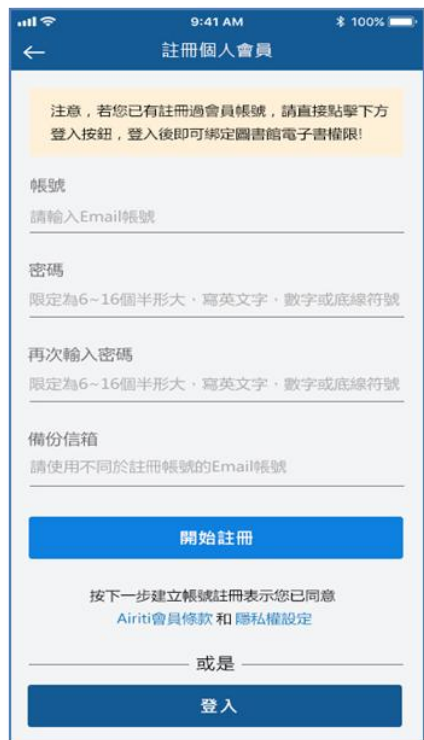 9:41 AM
100%
註冊個人會員
注意，若您已有註冊過會員帳號，請直接點擊下方
登入按鈕，登入後即可綁定圖書館電子書權限!
帳號
請輸入Email帳號
密碼
限定為6~16個半形大、寫英文字、數字或底線符號
再次輸入密碼
限定為6~16個半形大、寫英文字、數字或底線符號
備份信箱
請使用不同於註冊帳號的Email帳號
開始註冊
按下一步建立帳號註冊表示您已同意
Airiti會員條款 和 隱私權設定
或是
登入